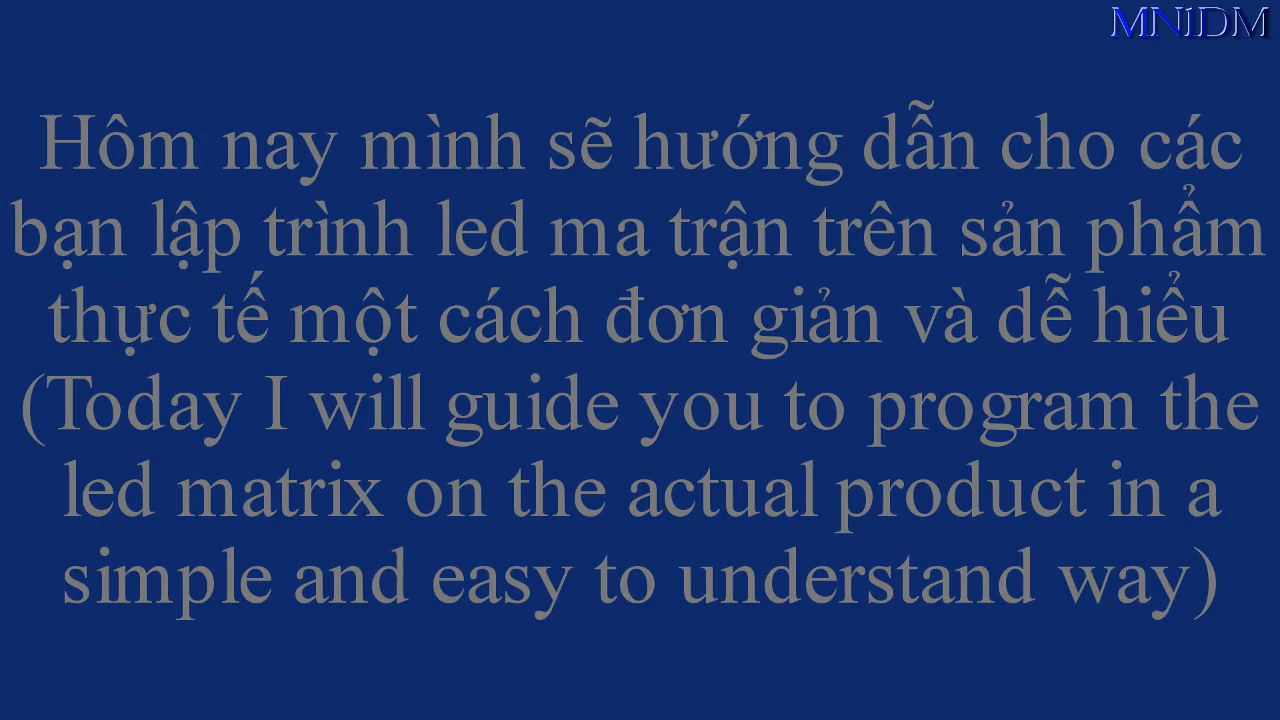 MNIDM
Hôm nay mình sẽ hướng dẫn cho các
bạn lập trình led ma trận trên sản phẩm
thực tế một cách đơn giản và dễ hiểu
(Today I will guide you to program the
led matrix on the actual product in a
simple and easy to understand way)